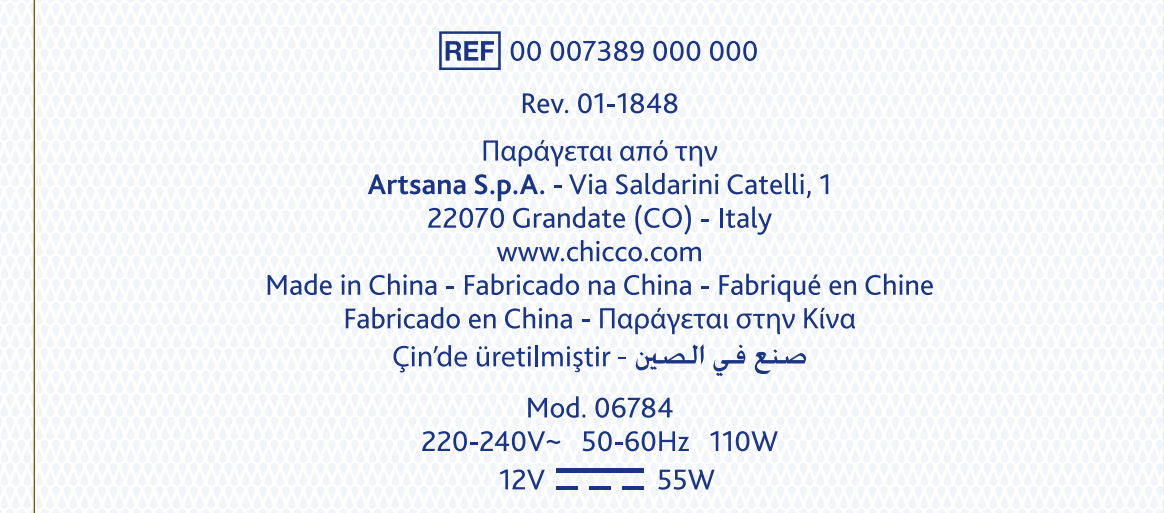 REF 00 007389 000 000
Rev. 01-1848
Παράγεται από την
Artsana S.p.A. - Via Saldarini Catelli, 1
22070 Grandate (CO) - Italy
www.chicco.com
Made in China - Fabricado na China - Fabriqué en Chine
Fabricado en China - Παράγεται στην Κίνα
Çin’de üretilmiştir - صنع في الصين
Mod. 06784
220-240V~ 50-60Hz 110W
12V ⎓ 55W